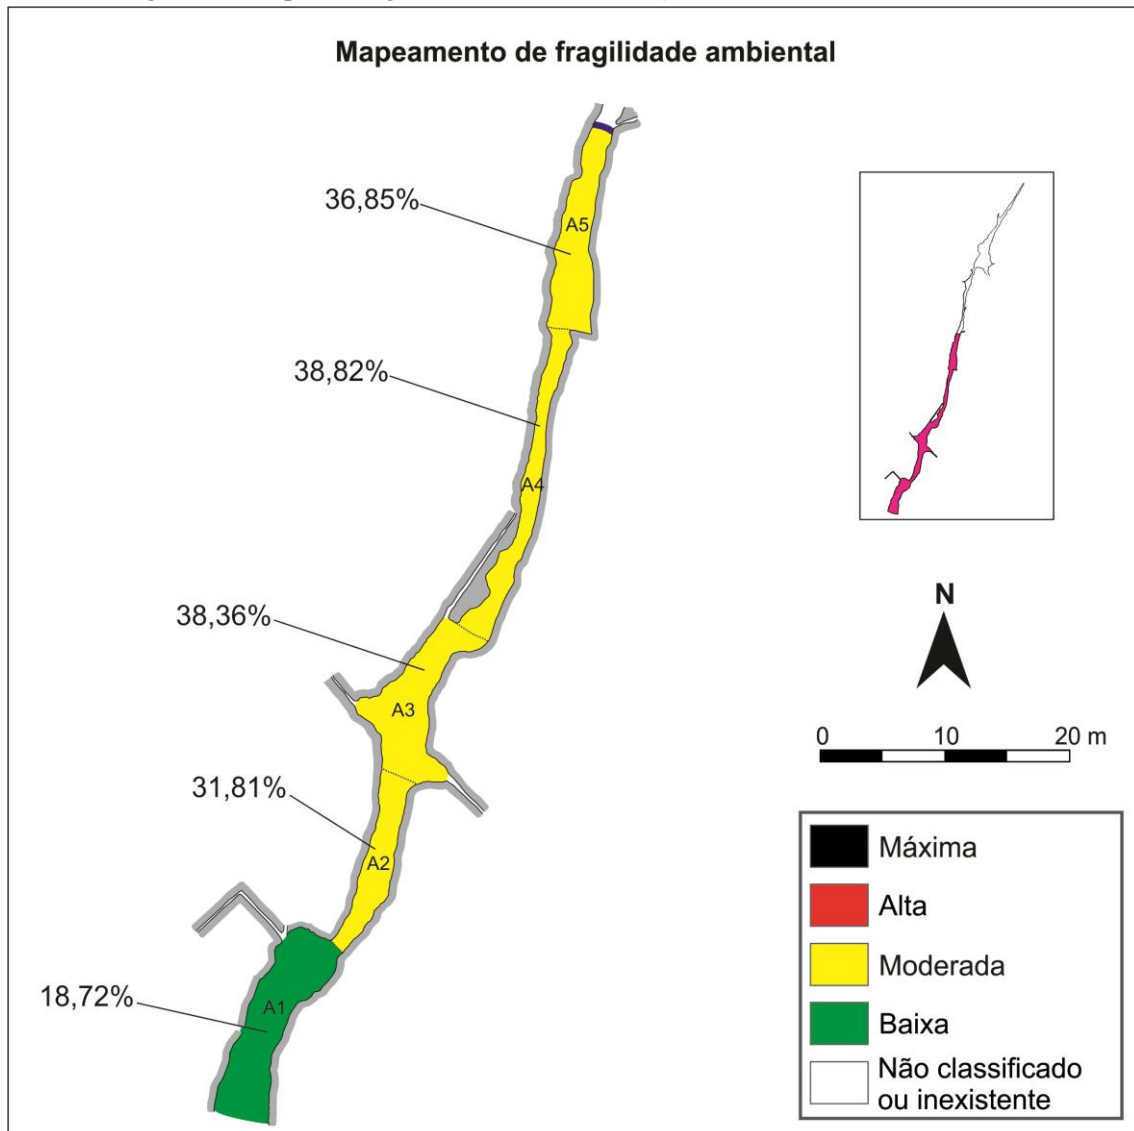 Mapeamento de fragilidade ambiental
36,85%
A5
38,82%
A4
38,36%
A3
31,81%
A2
18,72%
A1
N
0 10 20 m
Máxima
Alta
Moderada
Baixa
Não classificado
ou inexistente